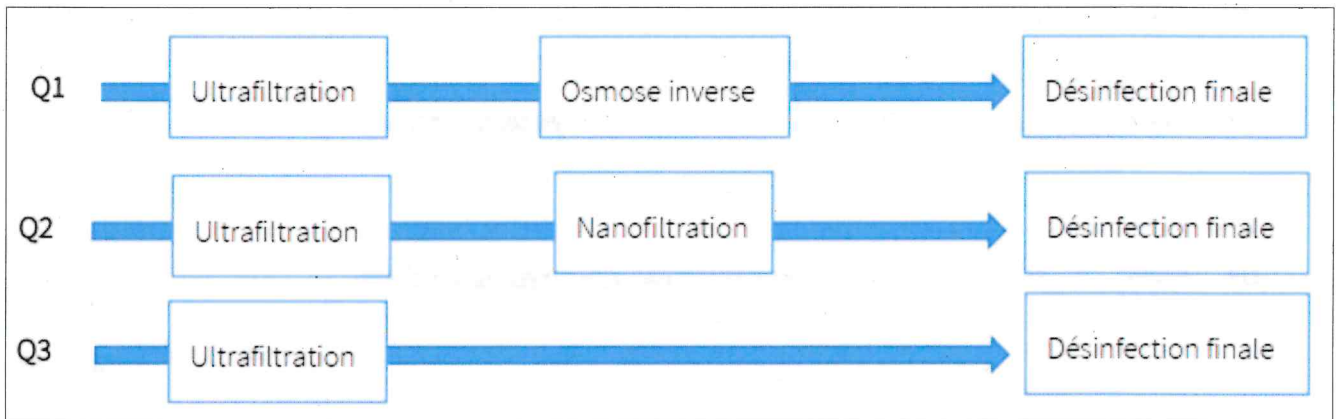 Q1 Ultrafiltration Osmose inverse Désinfection finale
Q2 Ultrafiltration Nanofiltration Désinfection finale
Q3 Ultrafiltration Désinfection finale